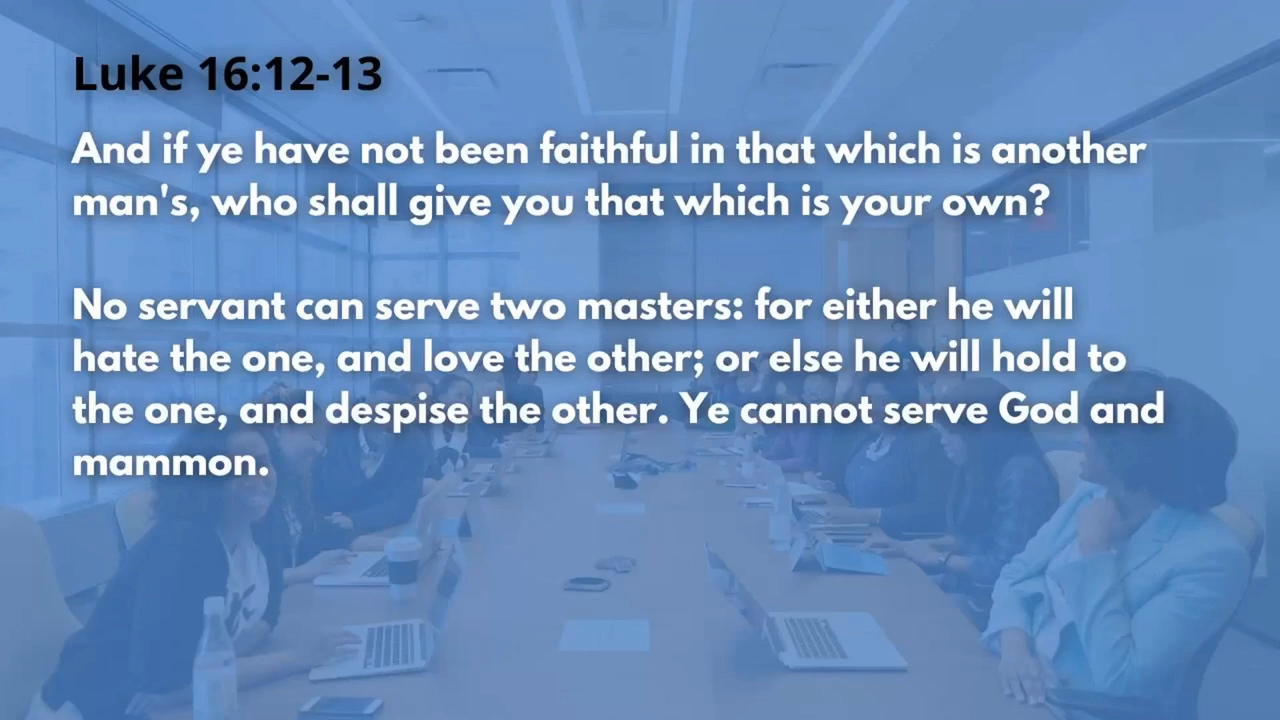 Luke 16:12-13
And if ye have not been faithful in that which is another
man's, who shall give you that which is your own?
No servant can serve two masters: for either he will
hate the one, and love the other; or else he will hold to
the one, and despise the other. Ye cannot serve God and
mammon.